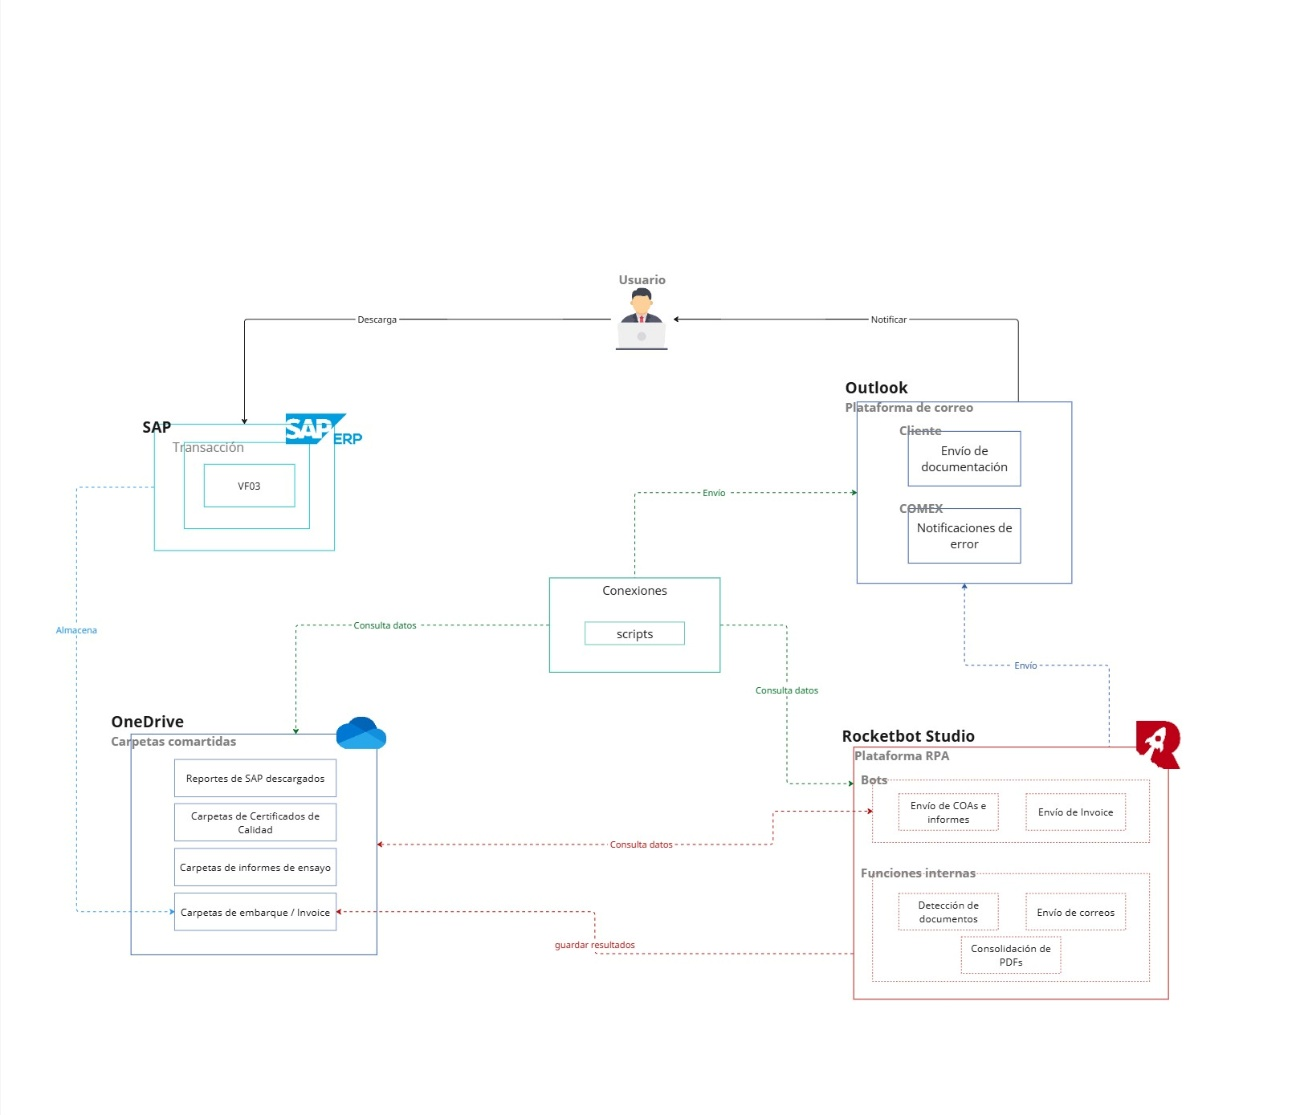 Usuario
Descarga
Notificar
Outlook
Plataforma de correo
SAP
SAP ERP
Transacción
VF03
Cliente
Envío de
documentación
COMEX
Notificaciones de
error
Envío
Conexiones
scripts
Consulta datos
Almacena
Consulta datos
Envío
OneDrive
Carpetas comartidas
Reportes de SAP descargados
Carpetas de Certificados de
Calidad
Carpetas de informes de ensayo
Carpetas de embarque / Invoice
Rocketbot Studio
Plataforma RPA
Bots
Envío de COAs e
informes
Envío de Invoice
Consulta datos
Funciones internas
Detección de
documentos
Envío de correos
Consolidación de
PDFs
guardar resultados